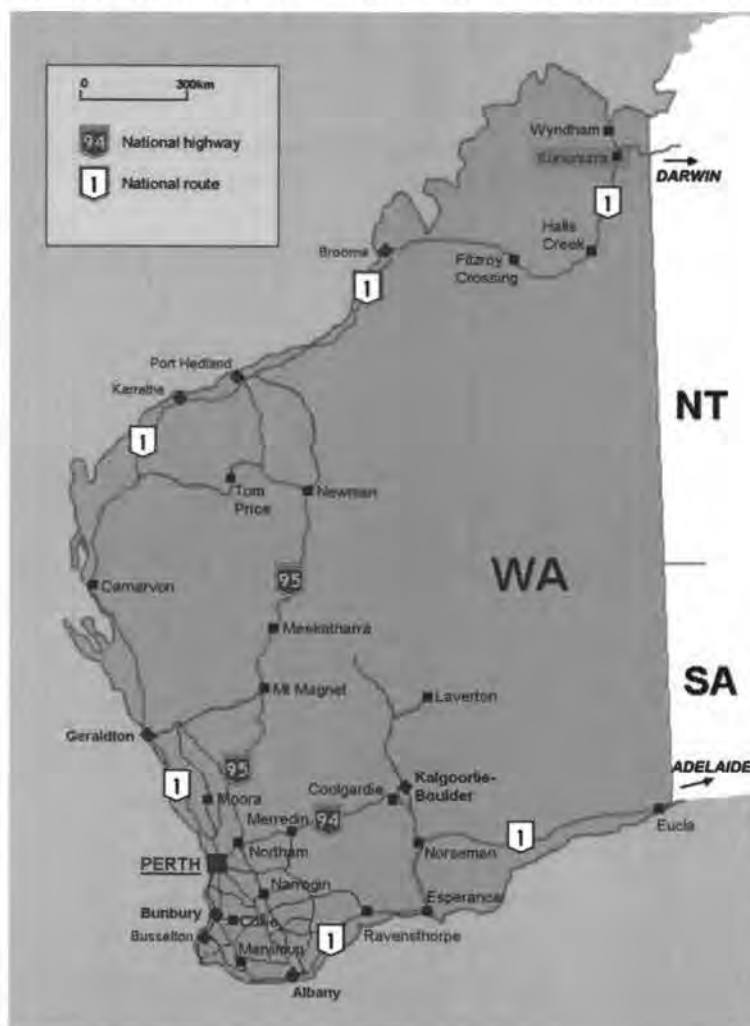 0 300km
94 National highway
1 National route
Wyndham
Kununurra
DARWIN
1
Halls
Creek
Broome
Fitzroy
Crossing
1
Port Hedland
Karratha
NT
1
Tom
Price
Newman
WA
95
Carnarvon
Meekatharra
SA
Mt Magnet
Laverton
Geraldton
95
Kalgoorlie-
Boulder
ADELAIDE
1
Moora
Coolgardie
Merredin
94
Eucla
1
Northam
Norseman
PERTH
Narrogin
Esperance
Bunbury
Collie
Busselton
1
Ravensthorpe
Manjimup
Albany